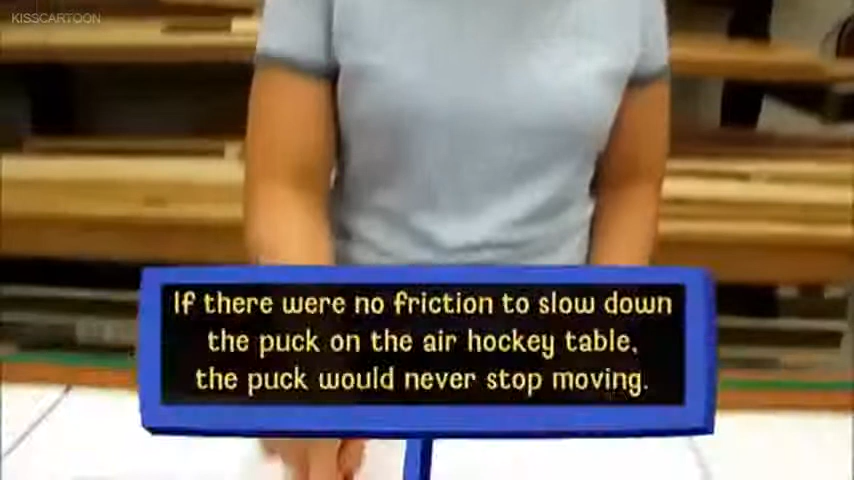 KISSCARTOON
If there were no friction to slow down
the puck on the air hockey table,
the puck would never stop moving.